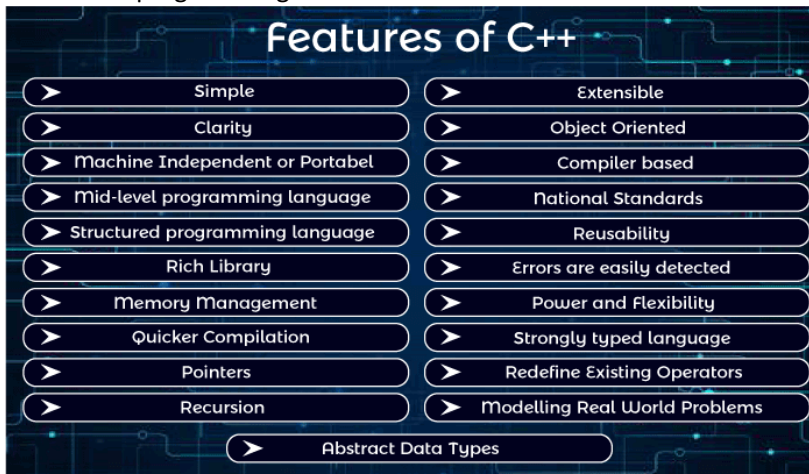 Features of C++
Simple
Extensible
Clarity
Object Oriented
Machine Independent or Portabel
Compiler based
Mid-level programming language
National Standards
Structured programming language
Reusability
Rich Library
Errors are easily detected
Memory Management
Power and Flexibility
Quicker Compilation
Strongly typed language
Pointers
Redefine Existing Operators
Recursion
Modelling Real World Problems
Abstract Data Types